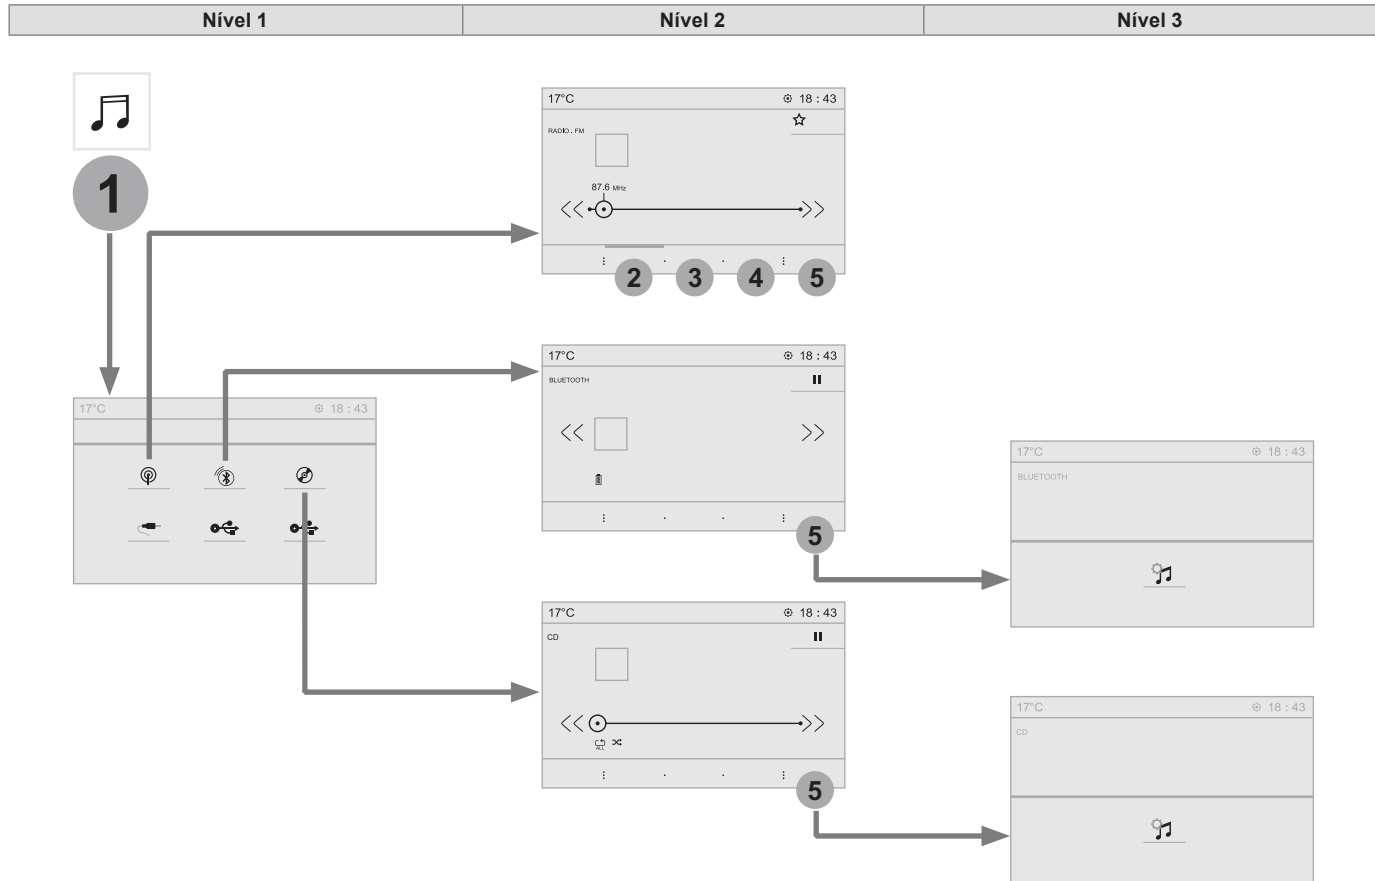 Nível 1 Nível 2 Nível 3
1
17°C 18 : 43
17°C 18 : 43
RADIO . FM
87.6 MHz
2 3 4 5
17°C 18 : 43
BLUETOOTH
5
17°C 18 : 43
CD
ALL
5
17°C 18 : 43
BLUETOOTH
17°C 18 : 43
CD